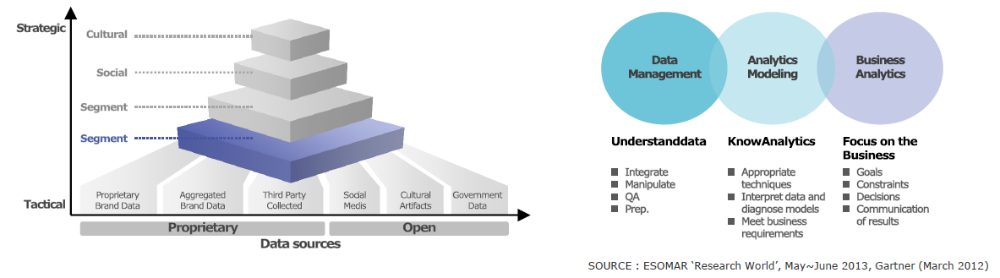 Strategic
Cultural
Social
Segment
Segment
Tactical
Proprietary
Brand Data
Aggregated
Brand Data
Third Party
Collected
Social
Medis
Cultural
Artifacts
Government
Data
Proprietary
Open
Data sources
Data
Management
Analytics
Modeling
Business
Analytics
Understanddata
Integrate
Manipulate
QA
Prep.
KnowAnalytics
Appropriate
techniques
Interpret data and
diagnose models
Meet business
requirements
Focus on the
Business
Goals
Constraints
Decisions
Communication
of results
SOURCE : ESOMAR ‘Research World’, May~June 2013, Gartner (March 2012)